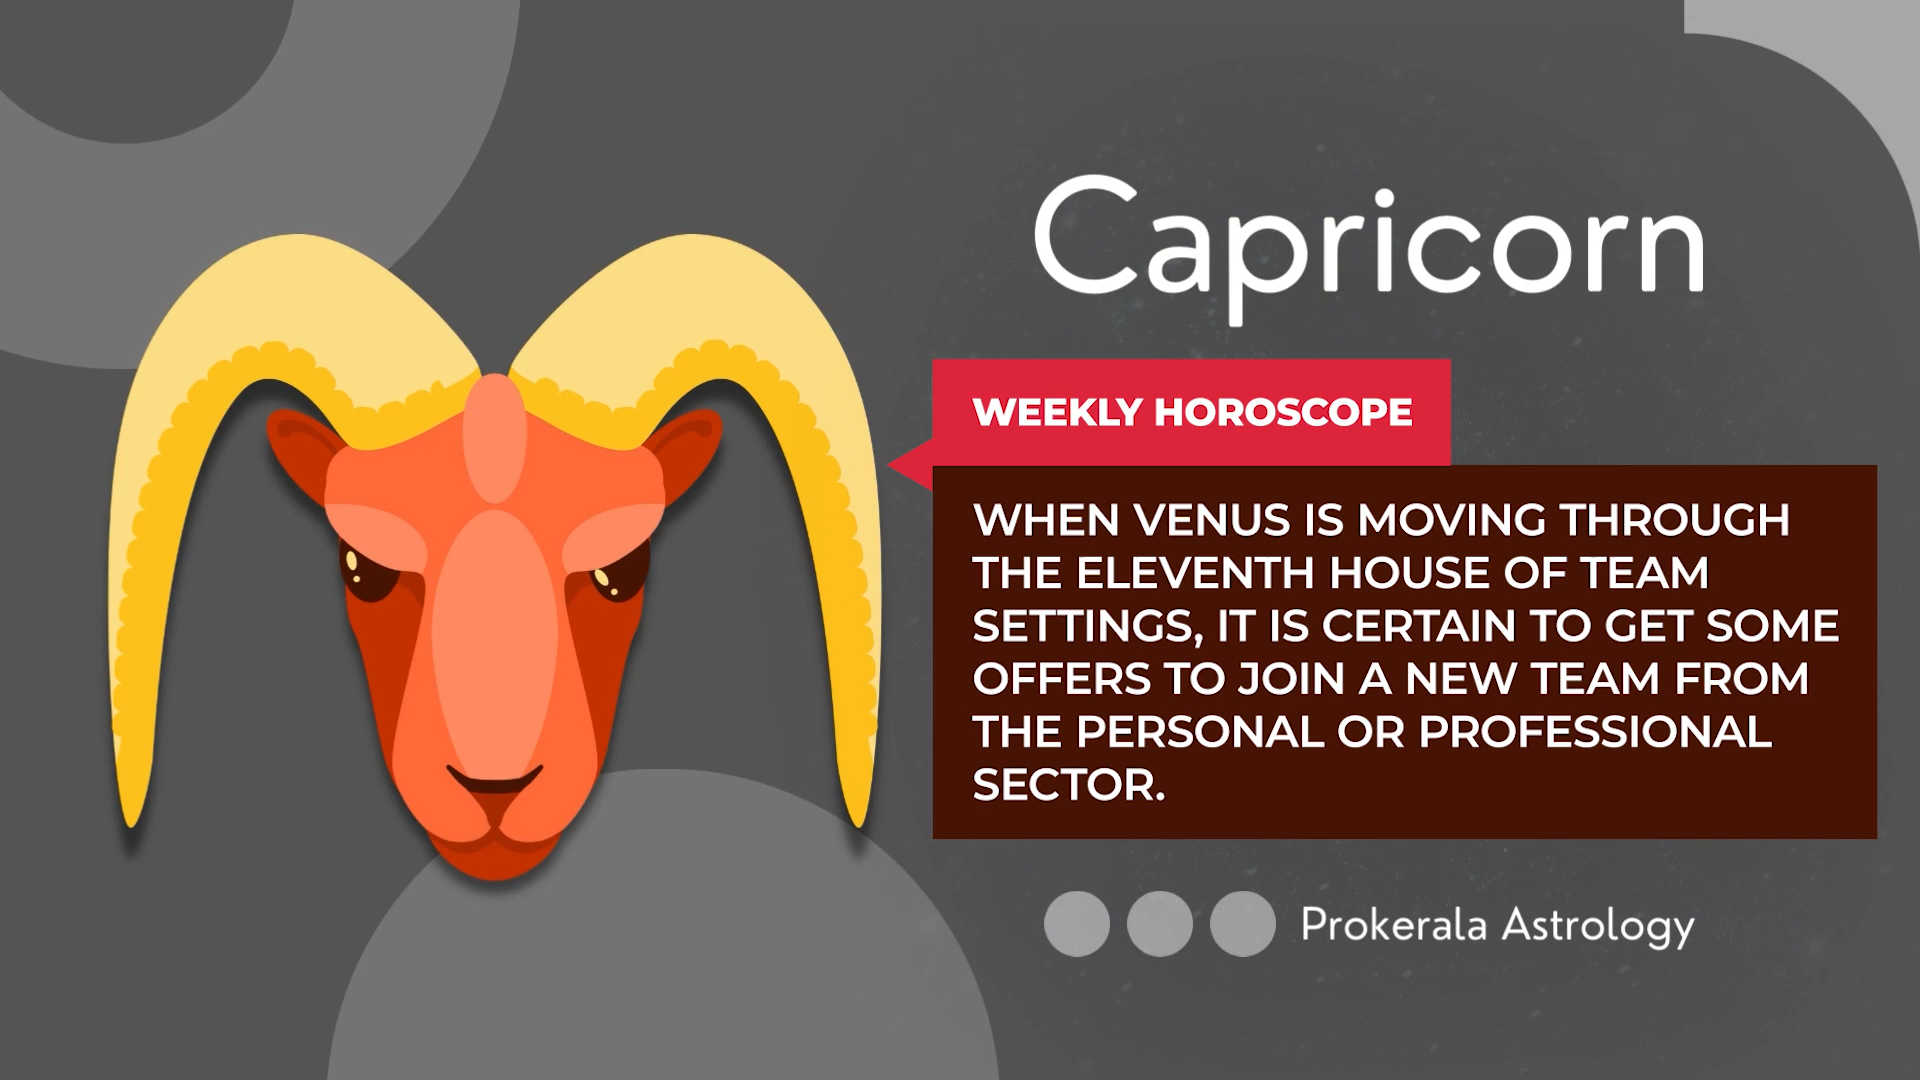 Capricorn
WEEKLY HOROSCOPE
WHEN VENUS IS MOVING THROUGH
THE ELEVENTH HOUSE OF TEAM
SETTINGS, IT IS CERTAIN TO GET SOME
OFFERS TO JOIN A NEW TEAM FROM
THE PERSONAL OR PROFESSIONAL
SECTOR.
Prokerala Astrology